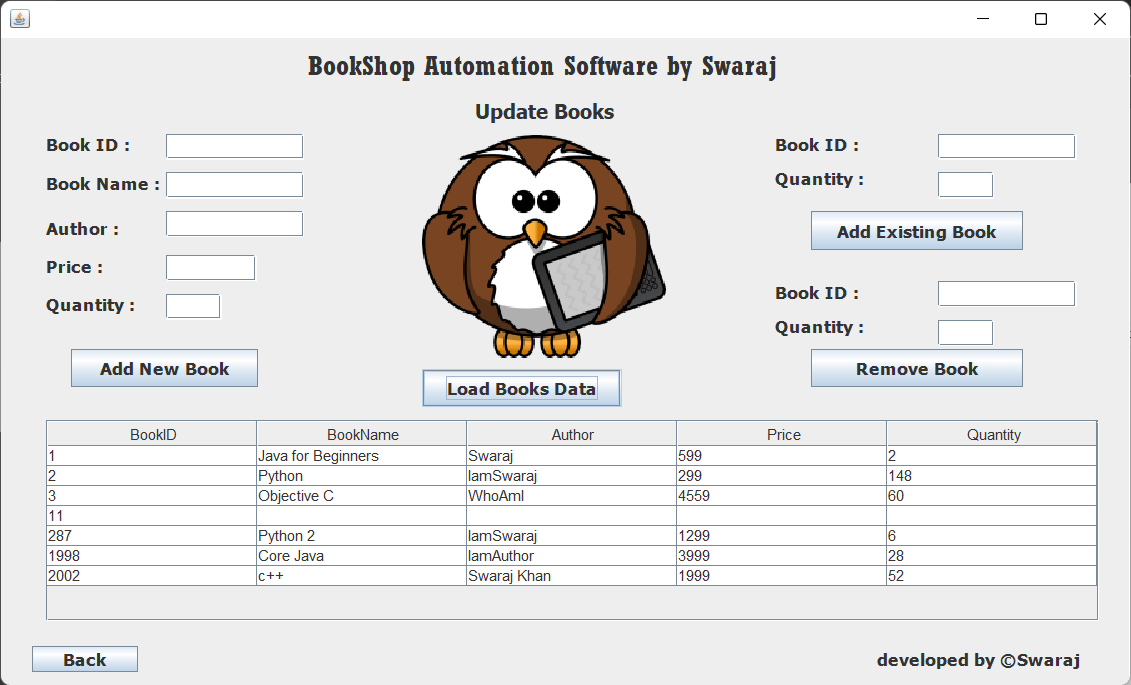 BookShop Automation Software by Swaraj
Update Books
Book ID :
Book Name :
Author :
Price :
Quantity :
Add New Book
Book ID :
Quantity :
Add Existing Book
Book ID :
Quantity :
Remove Book
Load Books Data
BookID BookName Author Price Quantity
1 Java for Beginners Swaraj 599 2
2 Python IamSwaraj 299 148
3 Objective C WhoAmI 4559 60
11
287 Python 2 IamSwaraj 1299 6
1998 Core Java IamAuthor 3999 28
2002 c++ Swaraj Khan 1999 52
Back
developed by ©Swaraj